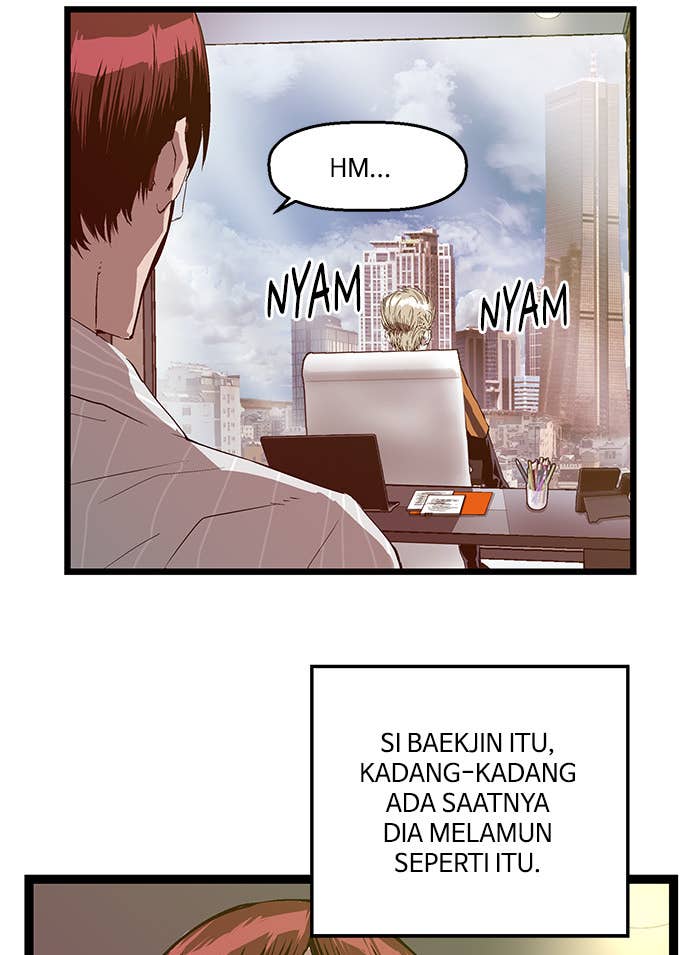 HM...
NYAM
NYAM
SI BAEKJIN ITU,
KADANG-KADANG
ADA SAATNYA
DIA MELAMUN
SEPERTI ITU.